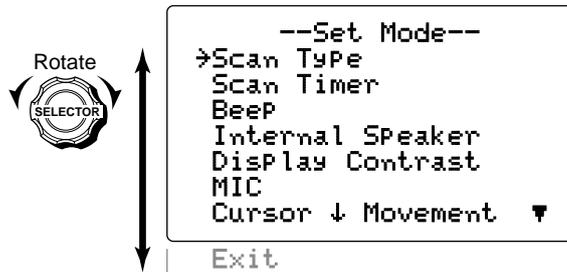 Rotate
SELECTOR
--Set Mode--
→Scan Type
Scan Timer
Beep
Internal Speaker
Display Contrast
MIC
Cursor ↓ Movement ▼
Exit